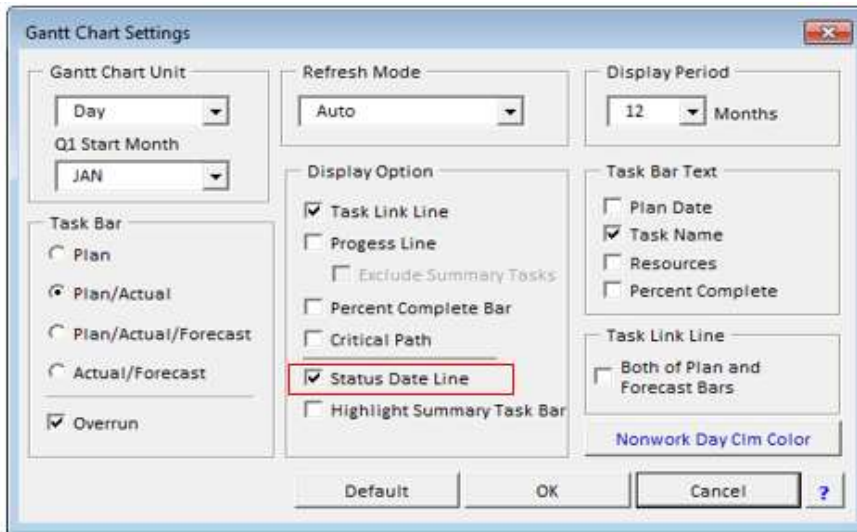 Gantt Chart Settings
Gantt Chart Unit
Day
Q1 Start Month
JAN
Task Bar
Plan
Plan/Actual
Plan/Actual/Forecast
Actual/Forecast
Overrun
Refresh Mode
Auto
Display Option
Task Link Line
Progess Line
Exclude Summary Tasks
Percent Complete Bar
Critical Path
Status Date Line
Highlight Summary Task Bar
Display Period
12 Months
Task Bar Text
Plan Date
Task Name
Resources
Percent Complete
Task Link Line
Both of Plan and
Forecast Bars
Nonwork Day Clm Color
Default
OK
Cancel
?